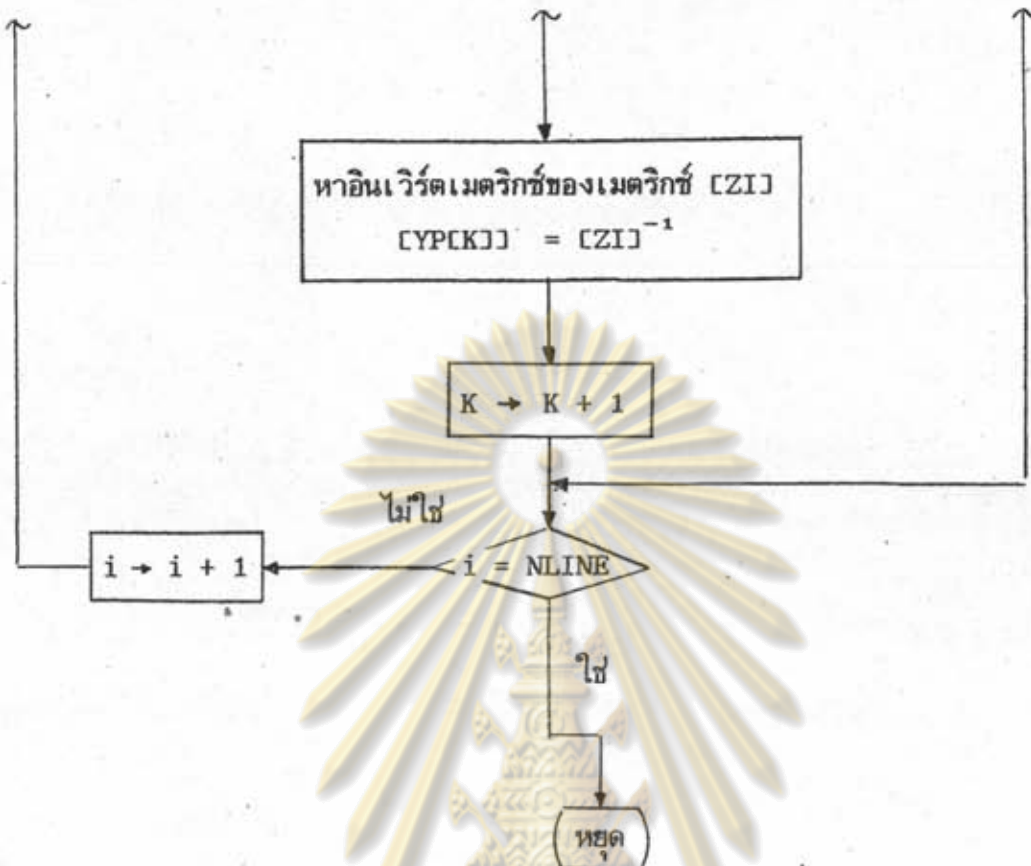 หาอินเวิร์ตเมตริกซ์ของเมตริกซ์ [ZI]
[YP[K]] = [ZI]⁻¹
K → K + 1
ไม่ใช่
i → i + 1
i = NLINE
ใช่
หยุด